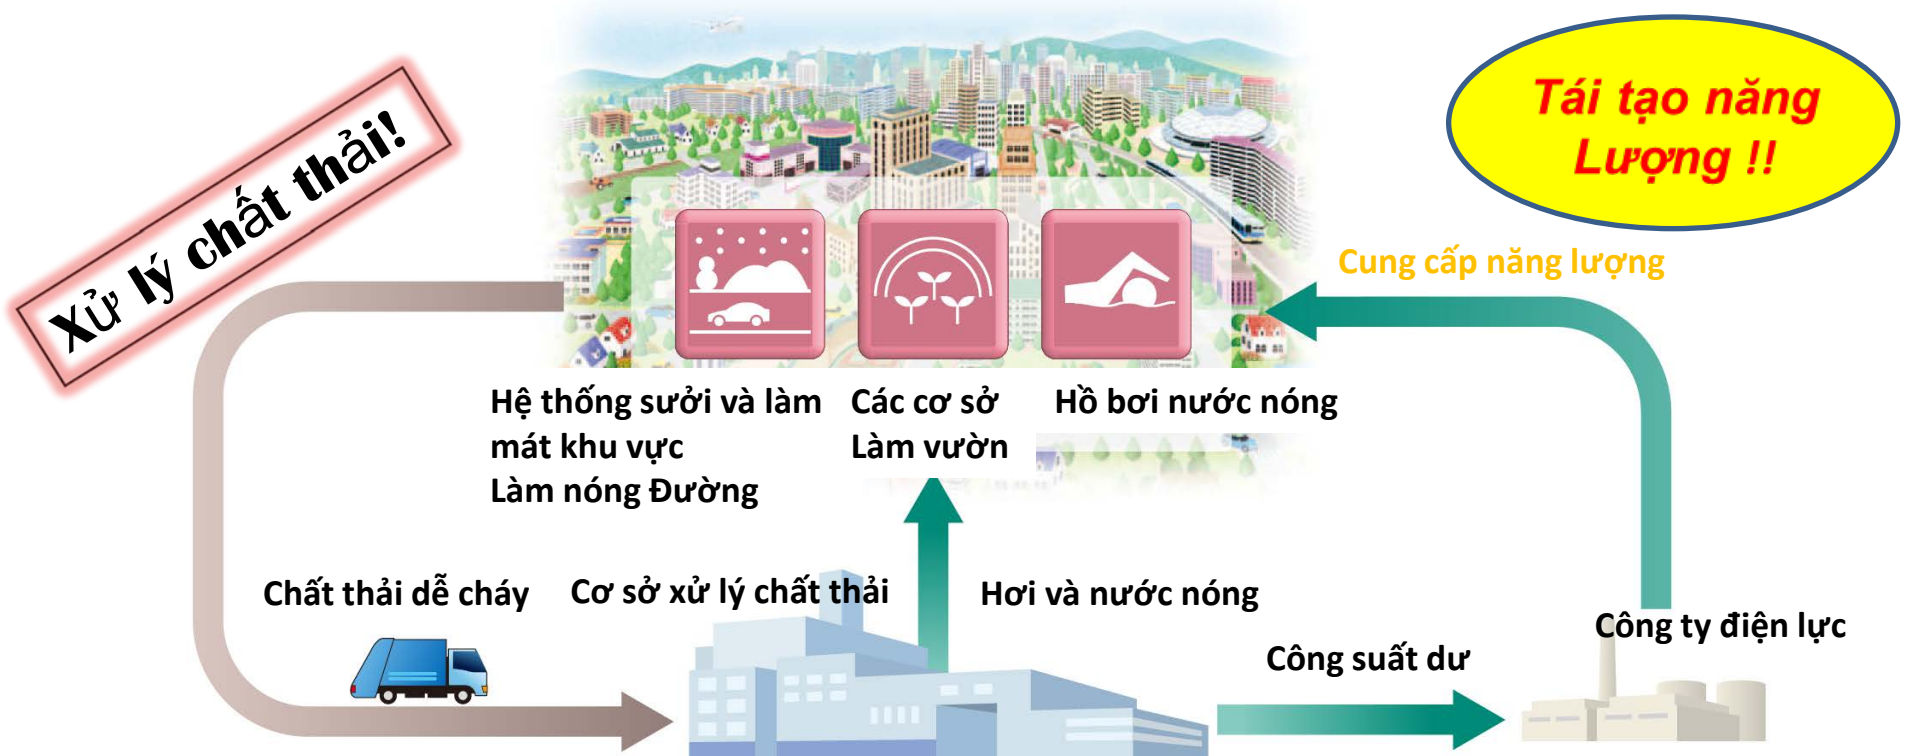 Xử lý chất thải!
Tái tạo năng
Lượng !!
Cung cấp năng lượng
Hệ thống sưởi và làm
mát khu vực
Làm nóng Đường
Các cơ sở
Làm vườn
Hồ bơi nước nóng
Chất thải dễ cháy
Cơ sở xử lý chất thải
Hơi và nước nóng
Công suất dư
Công ty điện lực